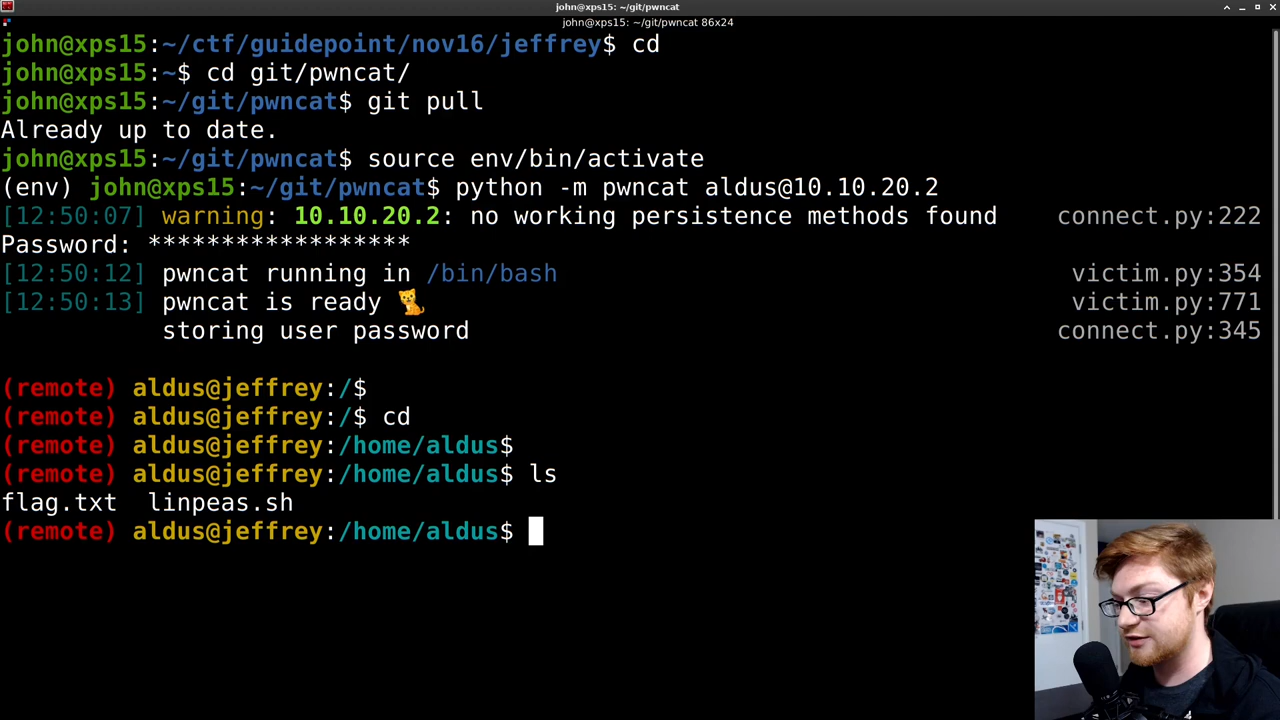 john@xps15: ~/git/pwncat
john@xps15: ~/git/pwncat 86x24
john@xps15:~/ctf/guidepoint/nov16/jeffrey$ cd
john@xps15:~$ cd git/pwncat/
john@xps15:~/git/pwncat$ git pull
Already up to date.
john@xps15:~/git/pwncat$ source env/bin/activate
(env) john@xps15:~/git/pwncat$ python -m pwncat aldus@10.10.20.2
[12:50:07] warning: 10.10.20.2: no working persistence methods found connect.py:222
Password: ******************
[12:50:12] pwncat running in /bin/bash victim.py:354
[12:50:13] pwncat is ready 🐈 victim.py:771
storing user password connect.py:345
(remote) aldus@jeffrey:/$
(remote) aldus@jeffrey:/$ cd
(remote) aldus@jeffrey:/home/aldus$
(remote) aldus@jeffrey:/home/aldus$ ls
flag.txt linpeas.sh
(remote) aldus@jeffrey:/home/aldus$